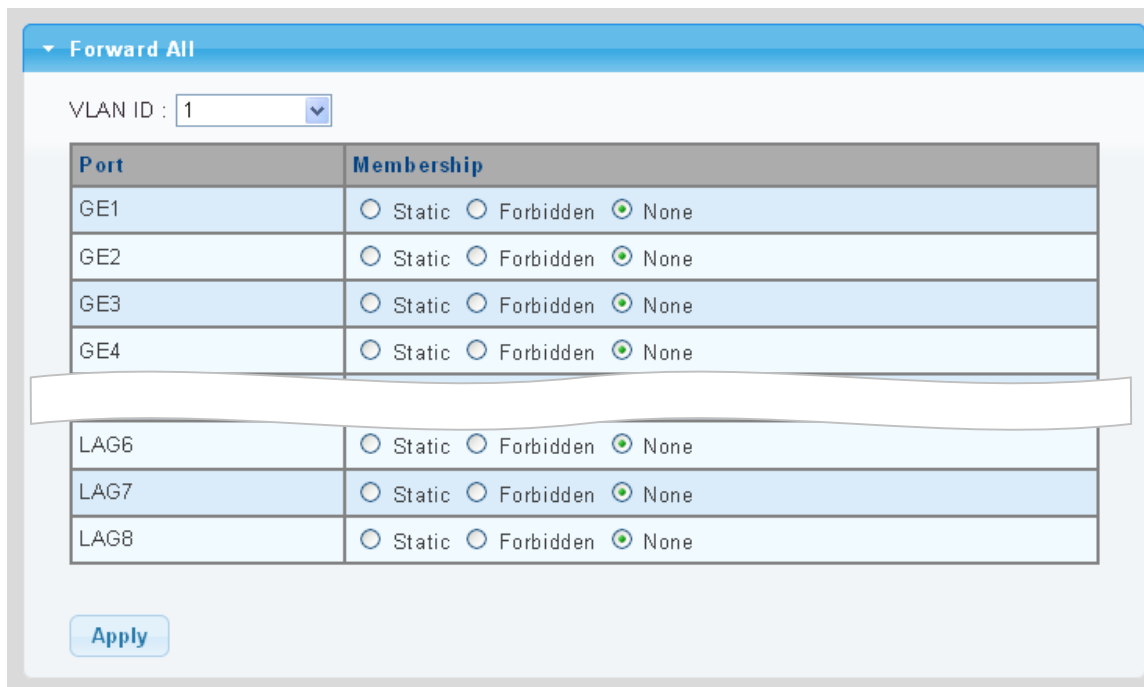 Forward All
VLAN ID : 1
Port Membership
GE1 Static Forbidden None
GE2 Static Forbidden None
GE3 Static Forbidden None
GE4 Static Forbidden None
LAG6 Static Forbidden None
LAG7 Static Forbidden None
LAG8 Static Forbidden None
Apply